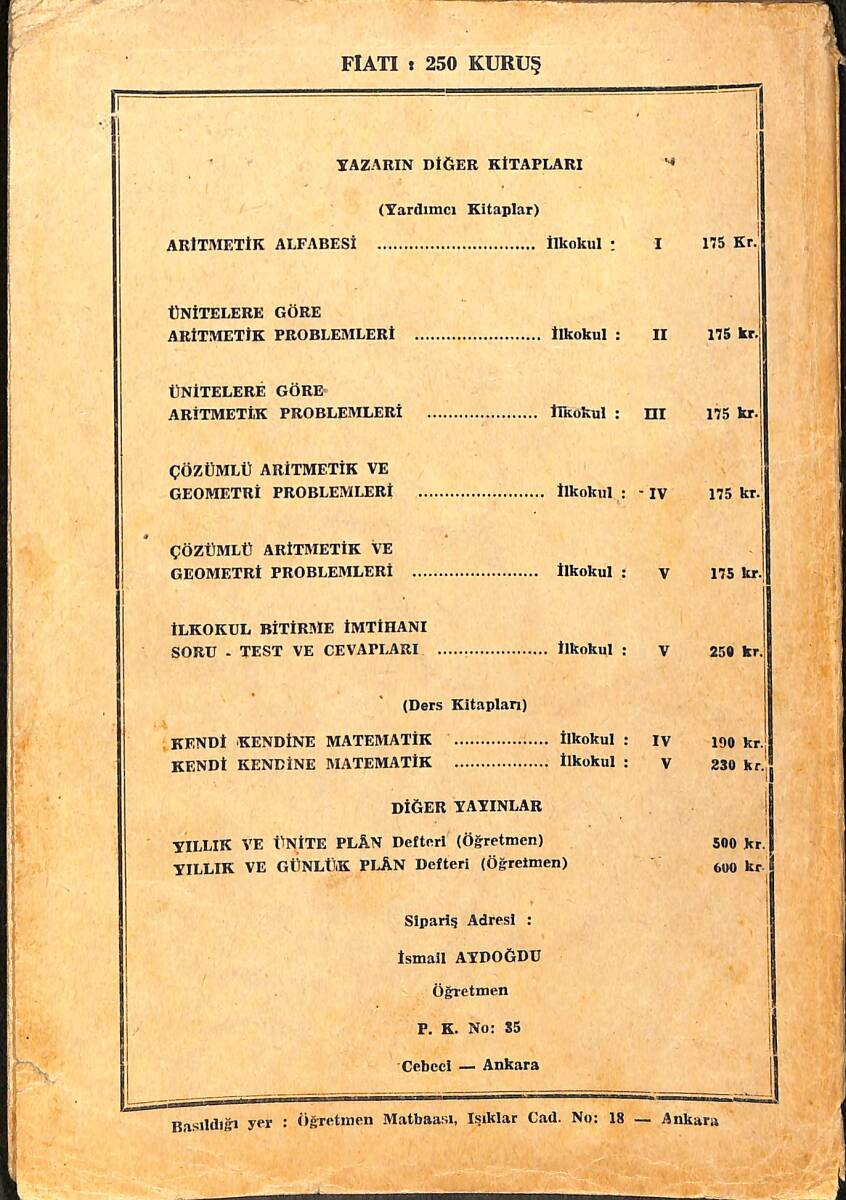 FİATI : 250 KURUŞ
YAZARIN DİĞER KİTAPLARI
(Yardımcı Kitaplar)
ARİTMETİK ALFABESİ .............................. İlkokul : I 175 Kr.
ÜNİTELERE GÖRE
ARİTMETİK PROBLEMLERİ ........................ İlkokul : II 175 kr.
ÜNİTELERE GÖRE
ARİTMETİK PROBLEMLERİ ..................... İlkokul : III 175 kr.
ÇÖZÜMLÜ ARİTMETİK VE
GEOMETRİ PROBLEMLERİ ........................ İlkokul : IV 175 kr.
ÇÖZÜMLÜ ARİTMETİK VE
GEOMETRİ PROBLEMLERİ ........................ İlkokul : V 175 kr.
İLKOKUL BİTİRME İMTİHANI
SORU - TEST VE CEVAPLARI ..................... İlkokul : V 250 kr.
(Ders Kitapları)
KENDİ KENDİNE MATEMATİK .................. İlkokul : IV 190 kr.
KENDİ KENDİNE MATEMATİK .................. İlkokul : V 230 kr.
DİĞER YAYINLAR
YILLIK VE ÜNİTE PLÂN Defteri (Öğretmen) 500 kr.
YILLIK VE GÜNLÜK PLÂN Defteri (Öğretmen) 600 kr.
Sipariş Adresi :
İsmail AYDOĞDU
Öğretmen
P. K. No: 35
Cebeci — Ankara
Basıldığı yer : Öğretmen Matbaası, Işıklar Cad. No: 18 — Ankara